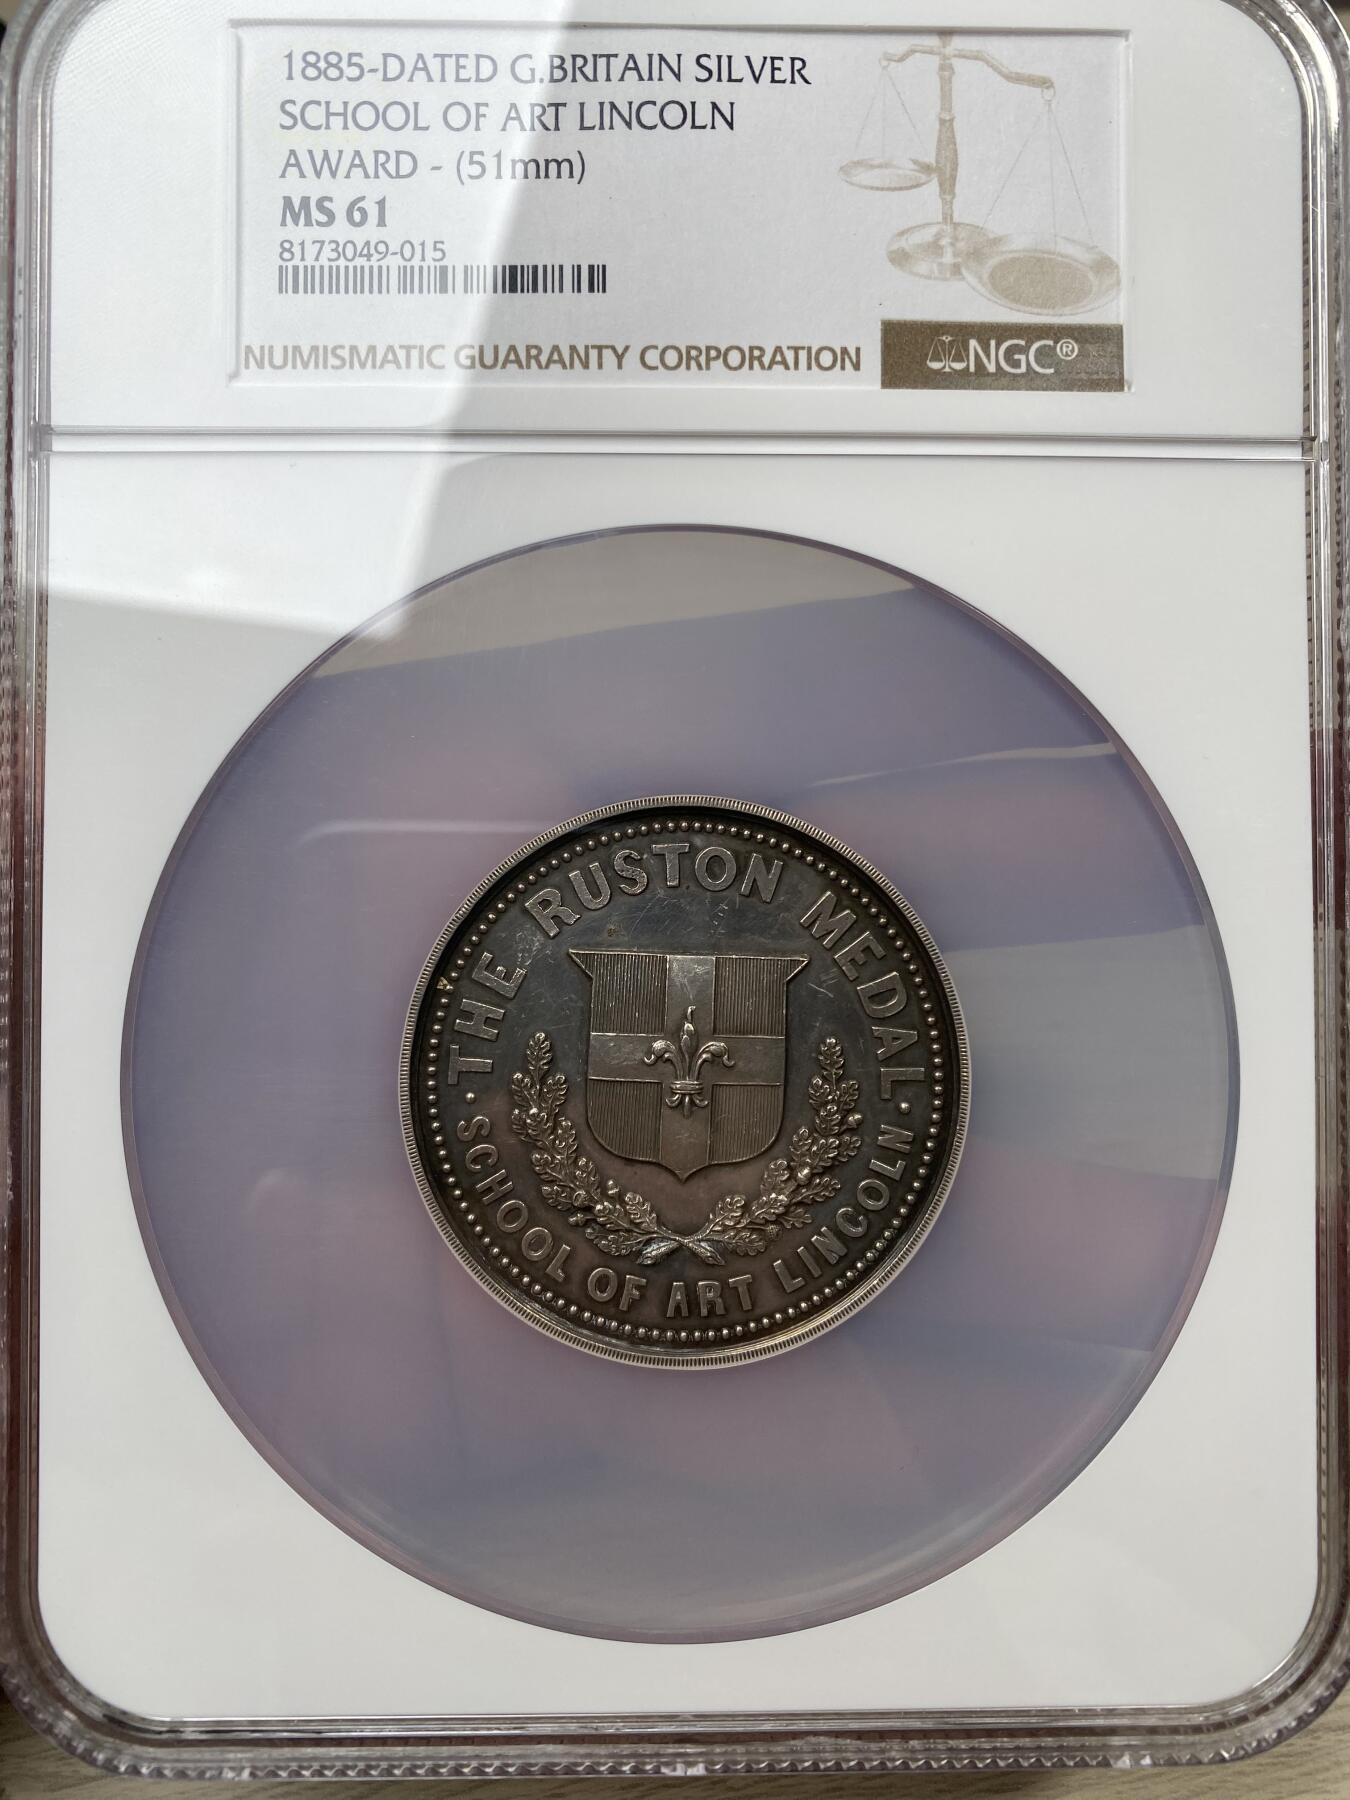 1885-DATED G.BRITAIN SILVER
SCHOOL OF ART LINCOLN
AWARD - (51mm)
MS 61
8173049-015
NUMISMATIC GUARANTY CORPORATION
NGC®
· THE RUSTON MEDAL ·
SCHOOL OF ART LINCOLN